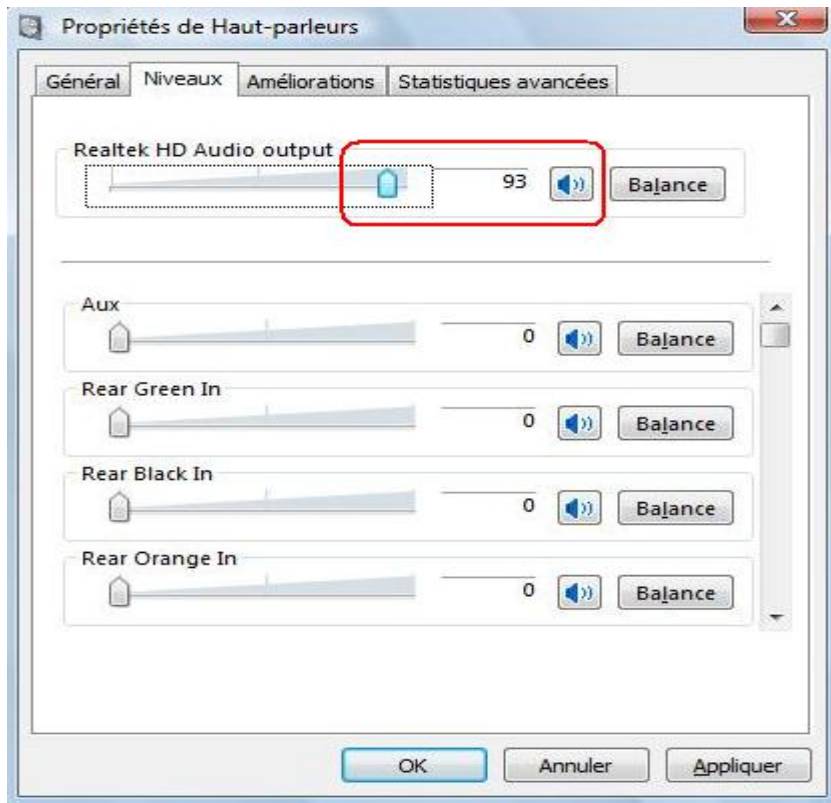 Propriétés de Haut-parleurs
Général Niveaux Améliorations Statistiques avancées
Realtek HD Audio output
93 Balance
Aux
0 Balance
Rear Green In
0 Balance
Rear Black In
0 Balance
Rear Orange In
0 Balance
OK Annuler Appliquer